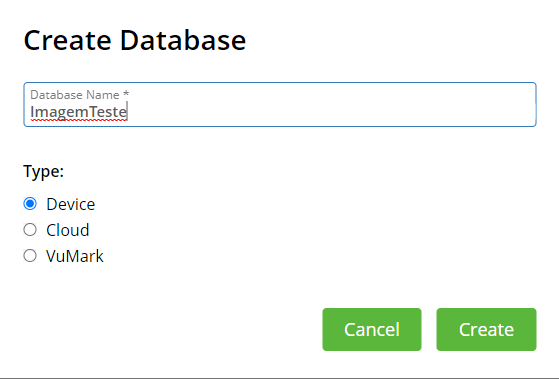 Create Database
Database Name *
ImagemTeste
Type:
Device
Cloud
VuMark
Cancel
Create